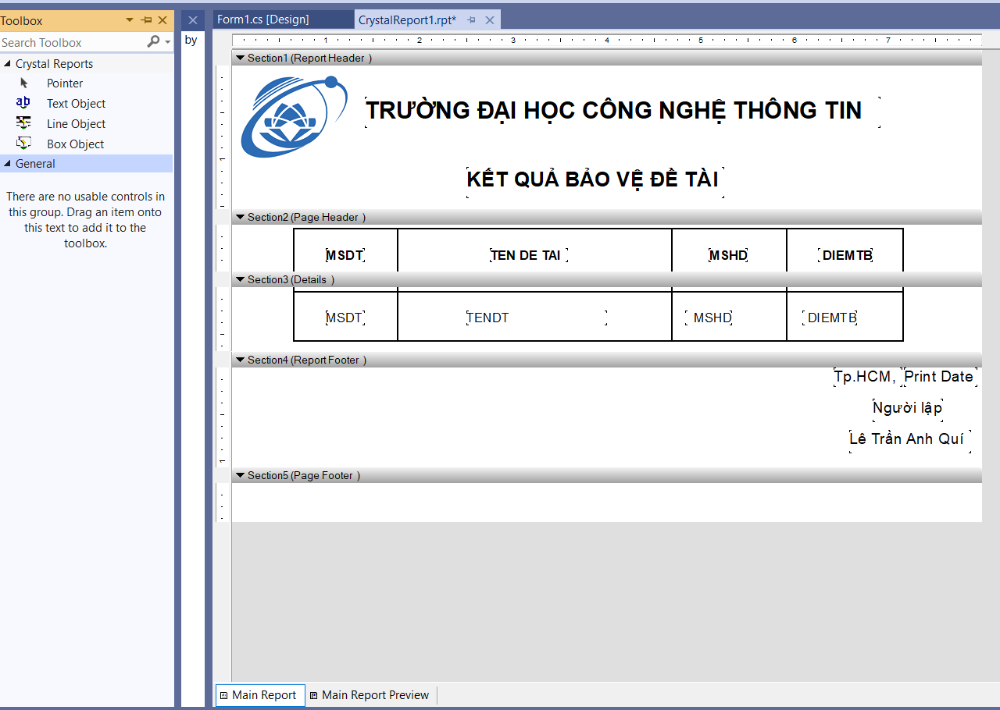 Toolbox
Search Toolbox
Crystal Reports
Pointer
Text Object
Line Object
Box Object
General
There are no usable controls in
this group. Drag an item onto
this text to add it to the
toolbox.
by
Form1.cs [Design]
CrystalReport1.rpt*
1 2 3 4 5 6 7
Section1 (Report Header )
TRƯỜNG ĐẠI HỌC CÔNG NGHỆ THÔNG TIN
KẾT QUẢ BẢO VỆ ĐỀ TÀI
Section2 (Page Header )
MSDT TEN DE TAI MSHD DIEMTB
Section3 (Details )
MSDT TENDT MSHD DIEMTB
Section4 (Report Footer )
Tp.HCM, Print Date
Người lập
Lê Trần Anh Quí
Section5 (Page Footer )
Main Report
Main Report Preview